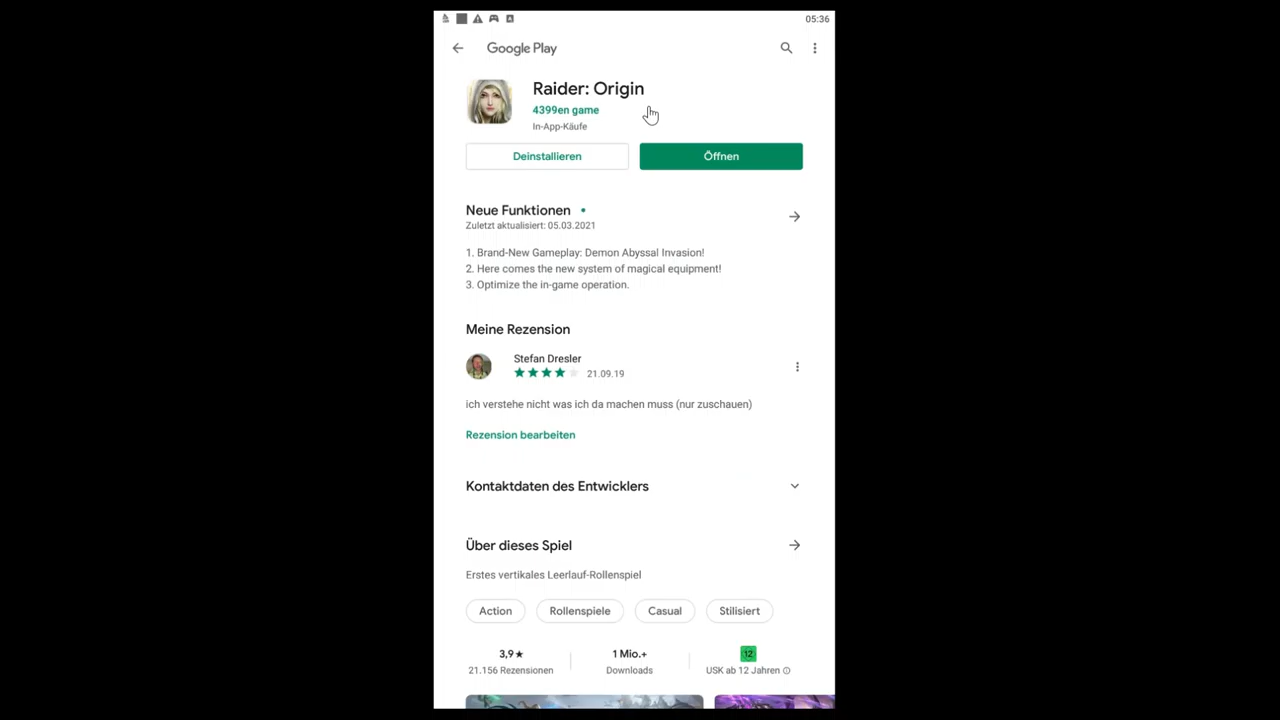 05:36
Google Play
Raider: Origin
4399en game
In-App-Käufe
Deinstallieren
Öffnen
Neue Funktionen
Zuletzt aktualisiert: 05.03.2021
1. Brand-New Gameplay: Demon Abyssal Invasion!
2. Here comes the new system of magical equipment!
3. Optimize the in-game operation.
Meine Rezension
Stefan Dresler
21.09.19
ich verstehe nicht was ich da machen muss (nur zuschauen)
Rezension bearbeiten
Kontaktdaten des Entwicklers
Über dieses Spiel
Erstes vertikales Leerlauf-Rollenspiel
Action
Rollenspiele
Casual
Stilisiert
3,9★
1 Mio.+
12
21.156 Rezensionen
Downloads
USK ab 12 Jahren